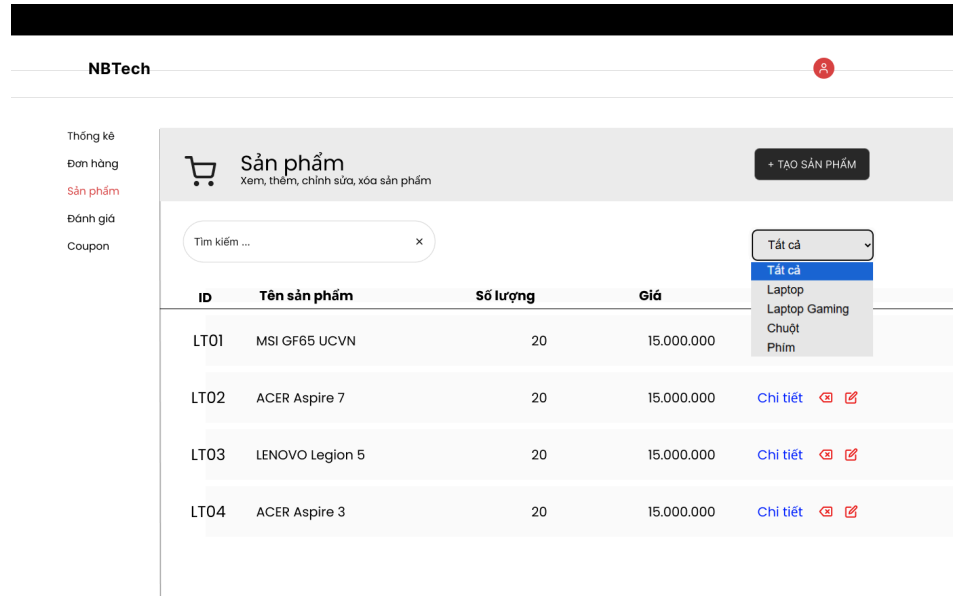 NBTech
Thống kê
Đơn hàng
Sản phẩm
Đánh giá
Coupon
Sản phẩm
Xem, thêm, chỉnh sửa, xóa sản phẩm
+ TẠO SẢN PHẨM
Tìm kiếm ...
×
Tất cả
Tất cả
Laptop
Laptop Gaming
Chuột
Phím
ID Tên sản phẩm Số lượng Giá
LT01 MSI GF65 UCVN 20 15.000.000
LT02 ACER Aspire 7 20 15.000.000 Chi tiết
LT03 LENOVO Legion 5 20 15.000.000 Chi tiết
LT04 ACER Aspire 3 20 15.000.000 Chi tiết